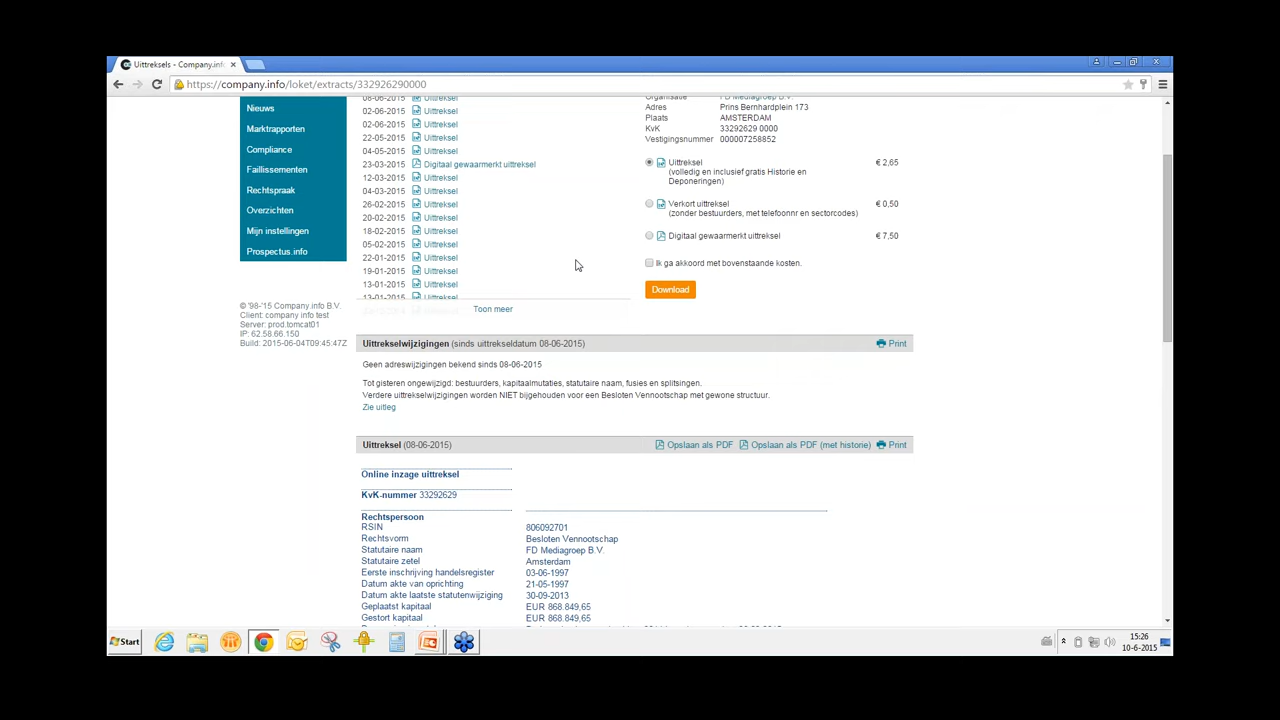 Uittreksels - Company.info
https://company.info/loket/extracts/332926290000
Nieuws
Marktrapporten
Compliance
Faillissementen
Rechtspraak
Overzichten
Mijn instellingen
Prospectus.info
© '98-'15 Company.info B.V.
Client: company info test
Server: prod.tomcat01
IP: 62.58.66.150
Build: 2015-06-04T09:45:47Z
08-06-2015 Uittreksel
02-06-2015 Uittreksel
02-06-2015 Uittreksel
22-05-2015 Uittreksel
04-05-2015 Uittreksel
23-03-2015 Digitaal gewaarmerkt uittreksel
12-03-2015 Uittreksel
04-03-2015 Uittreksel
26-02-2015 Uittreksel
20-02-2015 Uittreksel
18-02-2015 Uittreksel
05-02-2015 Uittreksel
22-01-2015 Uittreksel
19-01-2015 Uittreksel
13-01-2015 Uittreksel
13-01-2015 Uittreksel
Toon meer
Organisatie FD Mediagroep B.V.
Adres Prins Bernhardplein 173
Plaats AMSTERDAM
KvK 33292629 0000
Vestigingsnummer 000007258852
Uittreksel € 2,65
(volledig en inclusief gratis Historie en
Deponeringen)
Verkort uittreksel € 0,50
(zonder bestuurders, met telefoonnr en sectorcodes)
Digitaal gewaarmerkt uittreksel € 7,50
Ik ga akkoord met bovenstaande kosten.
Download
Uittrekselwijzigingen (sinds uittrekseldatum 08-06-2015) Print
Geen adreswijzigingen bekend sinds 08-06-2015
Tot gisteren ongewijzigd: bestuurders, kapitaalmutaties, statutaire naam, fusies en splitsingen.
Verdere uittrekselwijzigingen worden NIET bijgehouden voor een Besloten Vennootschap met gewone structuur.
Zie uitleg
Uittreksel (08-06-2015) Opslaan als PDF Opslaan als PDF (met historie) Print
Online inzage uittreksel
KvK-nummer 33292629
Rechtspersoon
RSIN 806092701
Rechtsvorm Besloten Vennootschap
Statutaire naam FD Mediagroep B.V.
Statutaire zetel Amsterdam
Eerste inschrijving handelsregister 03-06-1997
Datum akte van oprichting 21-05-1997
Datum akte laatste statutenwijziging 30-09-2013
Geplaatst kapitaal EUR 868.849,65
Gestort kapitaal EUR 868.849,65
Start
15:26
10-6-2015